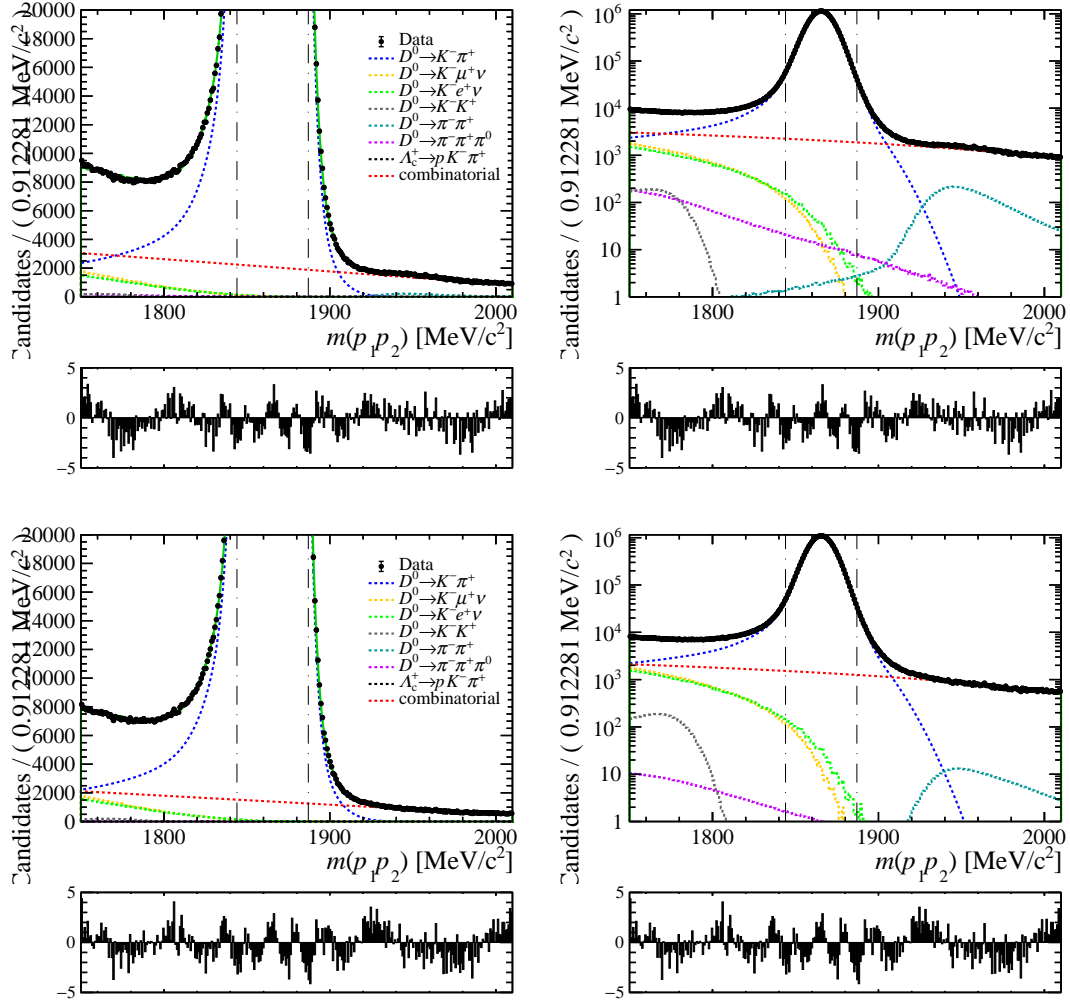 20000
18000
16000
14000
12000
10000
8000
6000
4000
2000
0
Candidates / ( 0.9122281 MeV/c² )
Data
D⁰→K⁻π⁺
D⁰→K⁻μ⁺ν
D⁰→K⁻e⁺ν
D⁰→K⁻K⁺
D⁰→π⁻π⁺
D⁰→π⁻π⁺π⁰
Λc⁺→pK⁻π⁺
combinatorial
1800 1900 2000
m(p₁p₂) [MeV/c²]
5
0
−5
10⁶
10⁵
10⁴
10³
10²
10
1
Candidates / ( 0.9122281 MeV/c² )
1800 1900 2000
m(p₁p₂) [MeV/c²]
5
0
−5
20000
18000
16000
14000
12000
10000
8000
6000
4000
2000
0
Candidates / ( 0.9122281 MeV/c² )
Data
D⁰→K⁻π⁺
D⁰→K⁻μ⁺ν
D⁰→K⁻e⁺ν
D⁰→K⁻K⁺
D⁰→π⁻π⁺
D⁰→π⁻π⁺π⁰
Λc⁺→pK⁻π⁺
combinatorial
1800 1900 2000
m(p₁p₂) [MeV/c²]
5
0
−5
10⁶
10⁵
10⁴
10³
10²
10
1
Candidates / ( 0.9122281 MeV/c² )
1800 1900 2000
m(p₁p₂) [MeV/c²]
5
0
−5